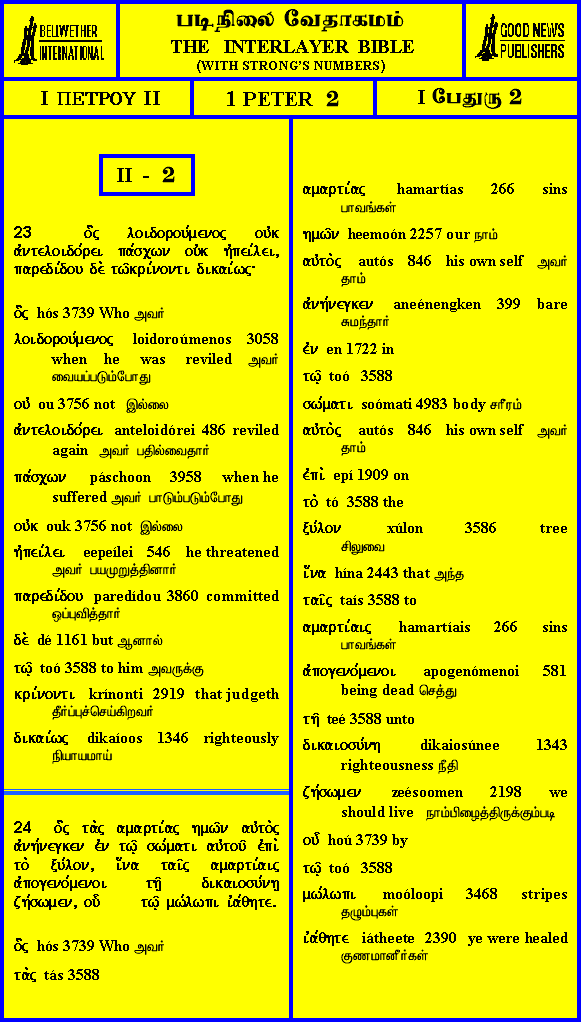 BELLWETHER
INTERNATIONAL
படிநிலை வேதாகமம்
THE INTERLAYER BIBLE
(WITH STRONG'S NUMBERS)
GOOD NEWS
PUBLISHERS
I ΠΕΤΡΟΥ II
1 PETER 2
I பேதுரு 2
II - 2
23 ὃς λοιδορούμενος οὐκ
ἀντελοιδόρει πάσχων οὐκ ἠπείλει,
παρεδίδου δὲ τῶκρίνοντι δικαίως·
ὃς hós 3739 Who அவர்
λοιδορούμενος loidoroúmenos 3058
when he was reviled அவர்
வையப்படும்போது
οὐ ou 3756 not இல்லை
ἀντελοιδόρει anteloidórei 486 reviled
again அவர் பதில்வைதார்
πάσχων páschoon 3958 when he
suffered அவர் பாடும்படும்போது
οὐκ ouk 3756 not இல்லை
ἠπείλει eepeílei 546 he threatened
அவர் பயமுறுத்தினார்
παρεδίδου paredídou 3860 committed
ஒப்புவித்தார்
δὲ dé 1161 but ஆனால்
τῷ toó 3588 to him அவருக்கு
κρίνοντι krínonti 2919 that judgeth
தீர்ப்புச்செய்கிறவர்
δικαίως dikaíoos 1346 righteously
நியாயமாய்
24 ὃς τὰς αμαρτίας ημῶν αὐτὸς
ἀνήνεγκεν ἐν τῷ σώματι αὐτοῦ ἐπὶ
τὸ ξύλον, ἵνα ταῖς αμαρτίαις
ἀπογενόμενοι τῇ δικαιοσύνῃ
ζήσωμεν, οὗ τῷ μώλωπι ἰάθητε.
ὃς hós 3739 Who அவர்
τὰς tás 3588
αμαρτίας hamartías 266 sins
பாவங்கள்
ημῶν heemoón 2257 our நாம்
αὐτὸς autós 846 his own self அவர்
தாம்
ἀνήνεγκεν aneénengken 399 bare
சுமந்தார்
ἐν en 1722 in
τῷ toó 3588
σώματι soómati 4983 body சரீரம்
αὐτὸς autós 846 his own self அவர்
தாம்
ἐπὶ epí 1909 on
τὸ tó 3588 the
ξύλον xúlon 3586 tree
சிலுவை
ἵνα hína 2443 that அந்த
ταῖς taís 3588 to
αμαρτίαις hamartíais 266 sins
பாவங்கள்
ἀπογενόμενοι apogenómenoi 581
being dead செத்து
τῇ teé 3588 unto
δικαιοσύνῃ dikaiosúnee 1343
righteousness நீதி
ζήσωμεν zeésoomen 2198 we
should live நாம்பிழைத்திருக்கும்படி
οὗ hoú 3739 by
τῷ toó 3588
μώλωπι moóloopi 3468 stripes
தழும்புகள்
ἰάθητε iátheete 2390 ye were healed
குணமானீர்கள்